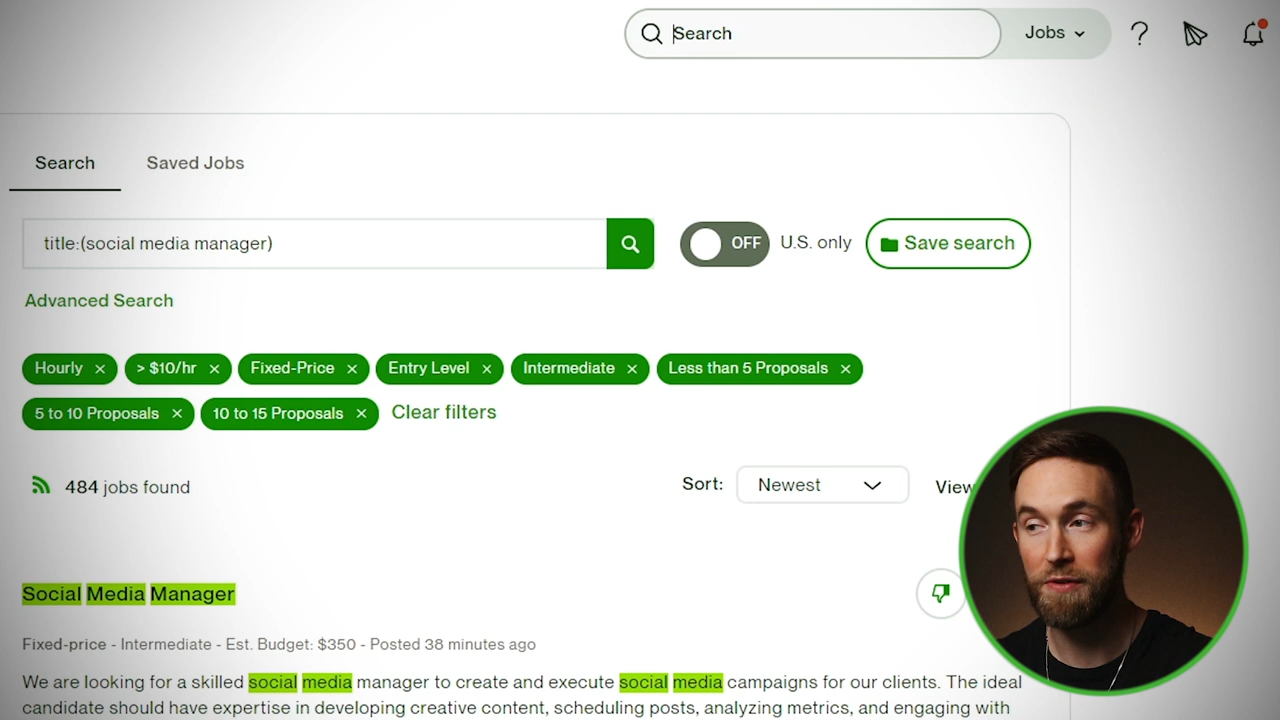 Search
Jobs
Search Saved Jobs
title:(social media manager)
OFF U.S. only Save search
Advanced Search
Hourly × > $10/hr × Fixed-Price × Entry Level × Intermediate × Less than 5 Proposals ×
5 to 10 Proposals × 10 to 15 Proposals × Clear filters
484 jobs found
Sort: Newest View
Social Media Manager
Fixed-price - Intermediate - Est. Budget: $350 - Posted 38 minutes ago
We are looking for a skilled social media manager to create and execute social media campaigns for our clients. The ideal
candidate should have expertise in developing creative content, scheduling posts, analyzing metrics, and engaging with